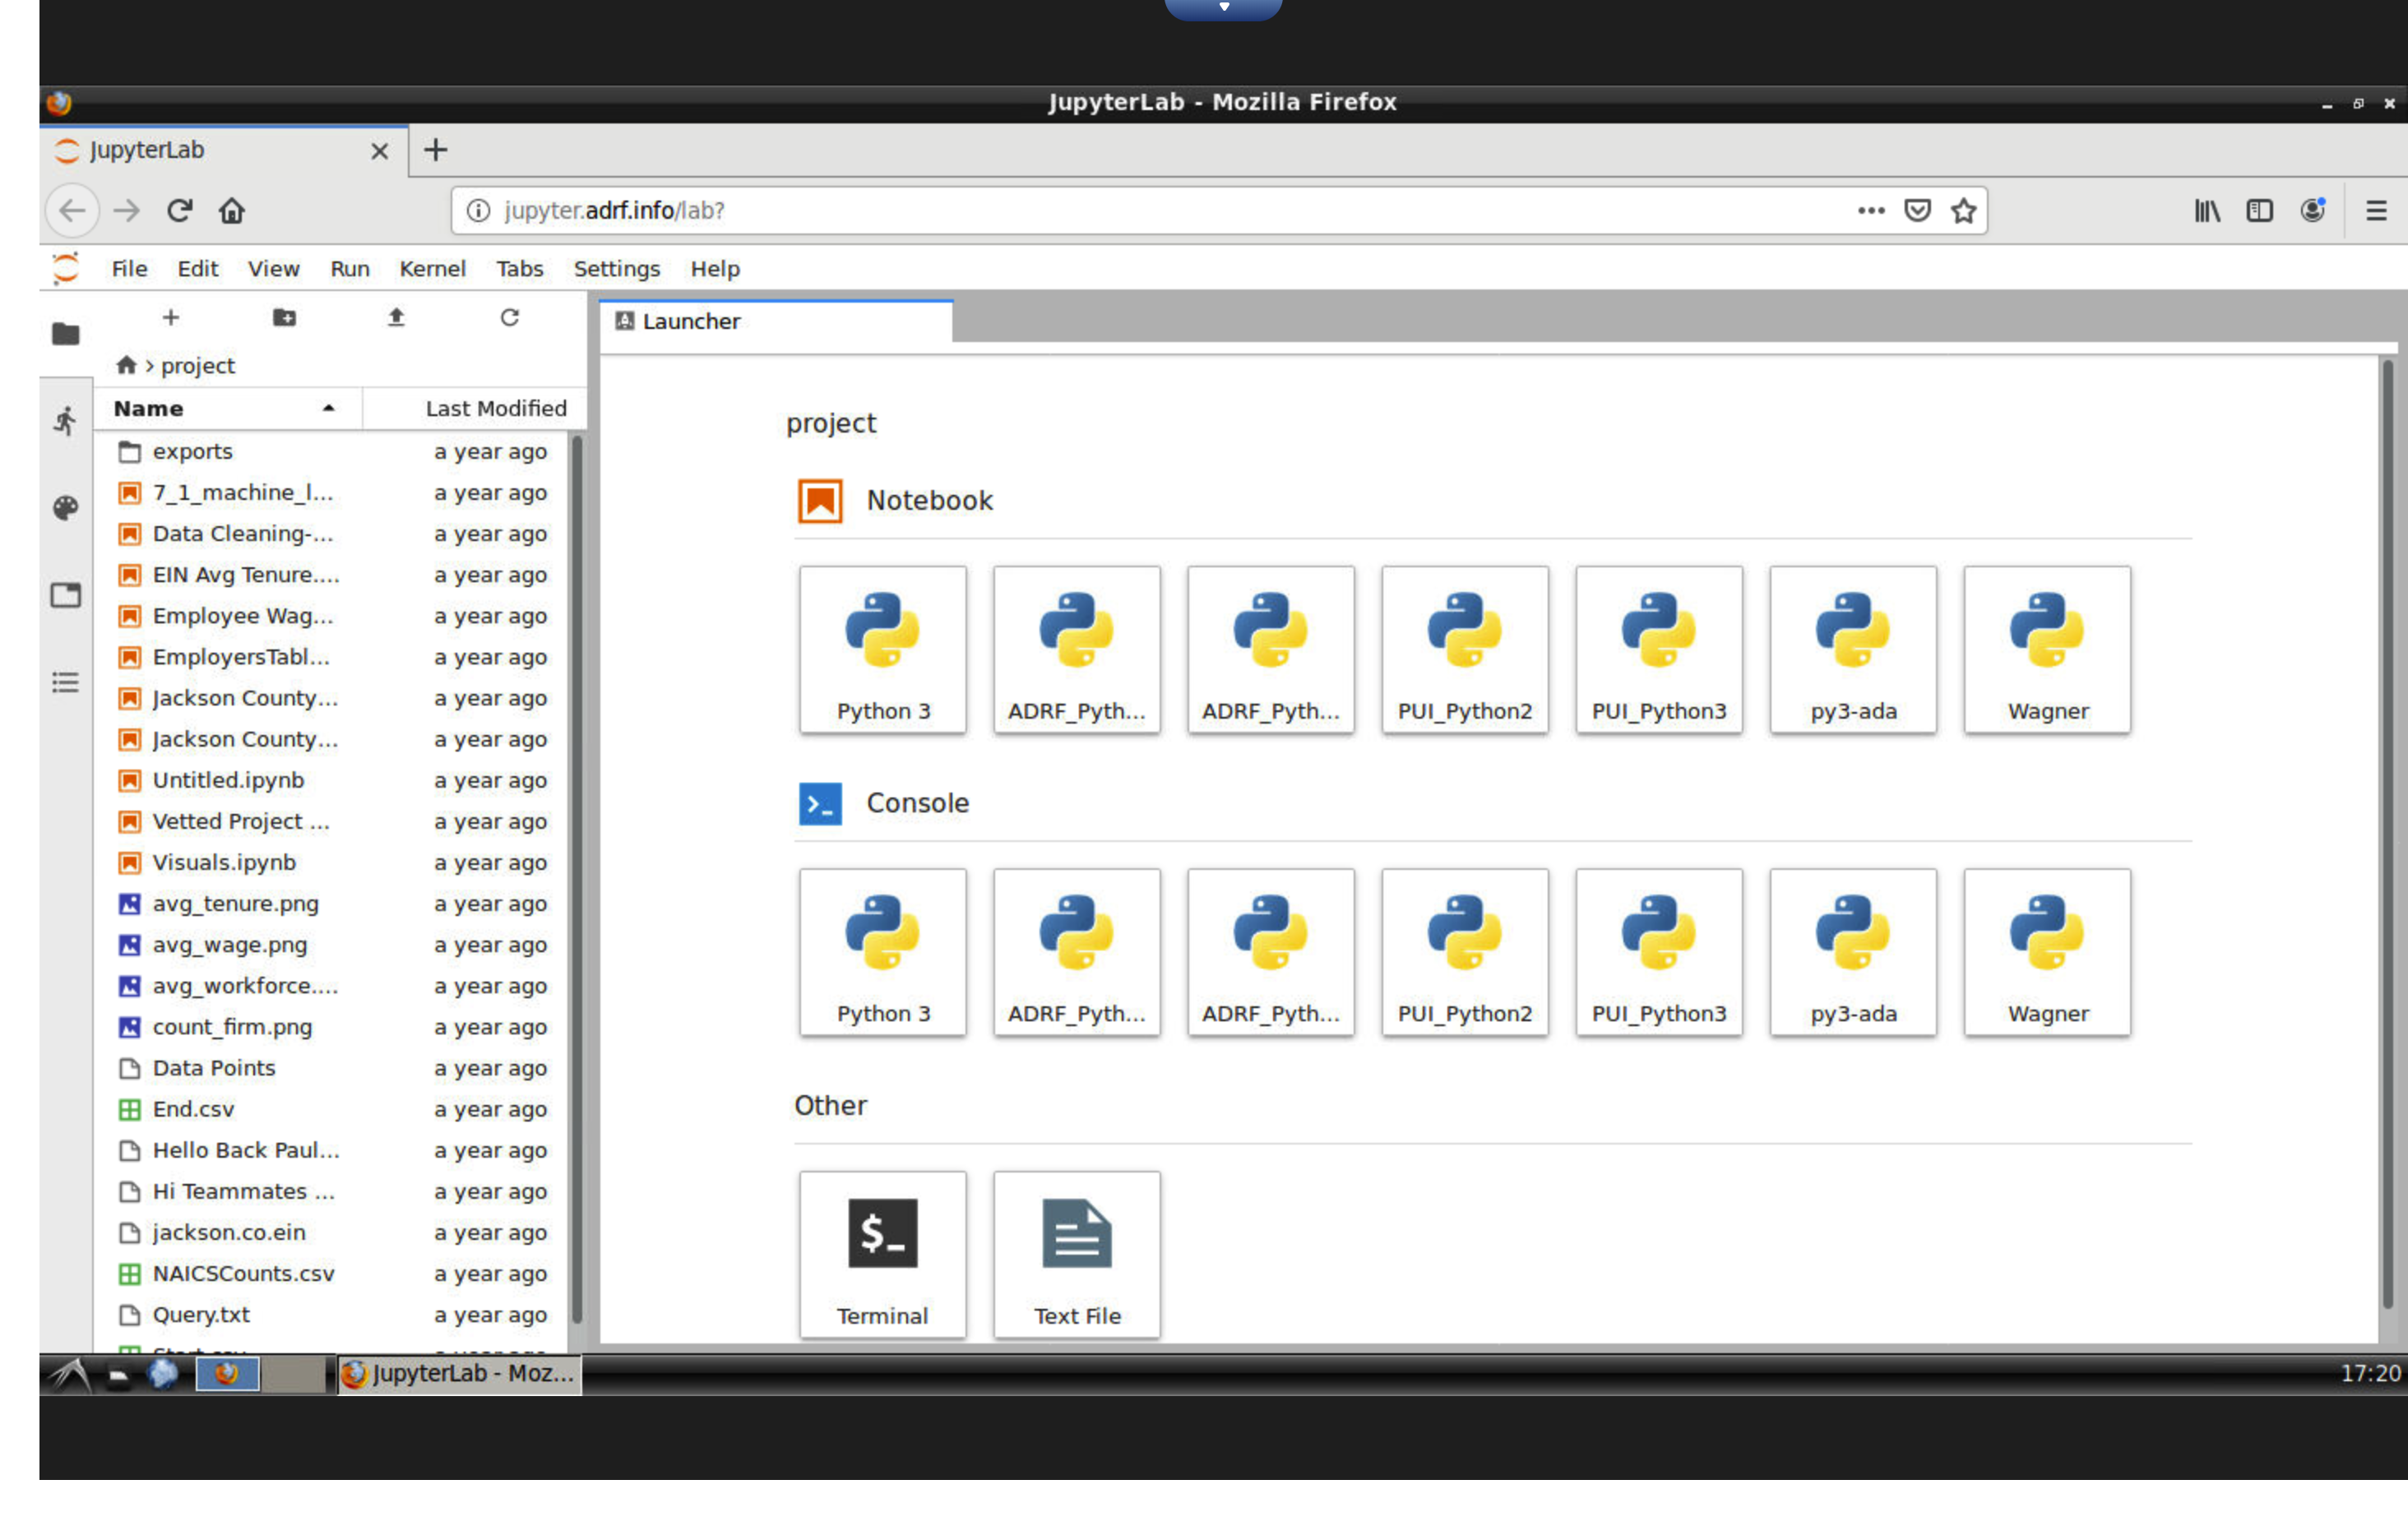 JupyterLab - Mozilla Firefox
JupyterLab
jupyter.adrf.info/lab?
File Edit View Run Kernel Tabs Settings Help
Launcher
project
Name Last Modified
exports a year ago
7_1_machine_l... a year ago
Data Cleaning-... a year ago
EIN Avg Tenure.... a year ago
Employee Wag... a year ago
EmployersTabl... a year ago
Jackson County... a year ago
Jackson County... a year ago
Untitled.ipynb a year ago
Vetted Project ... a year ago
Visuals.ipynb a year ago
avg_tenure.png a year ago
avg_wage.png a year ago
avg_workforce.... a year ago
count_firm.png a year ago
Data Points a year ago
End.csv a year ago
Hello Back Paul... a year ago
Hi Teammates ... a year ago
jackson.co.ein a year ago
NAICSCounts.csv a year ago
Query.txt a year ago
project
Notebook
Python 3 ADRF_Pyth... ADRF_Pyth... PUI_Python2 PUI_Python3 py3-ada Wagner
Console
Python 3 ADRF_Pyth... ADRF_Pyth... PUI_Python2 PUI_Python3 py3-ada Wagner
Other
$_
Terminal Text File
JupyterLab - Moz...
17:20